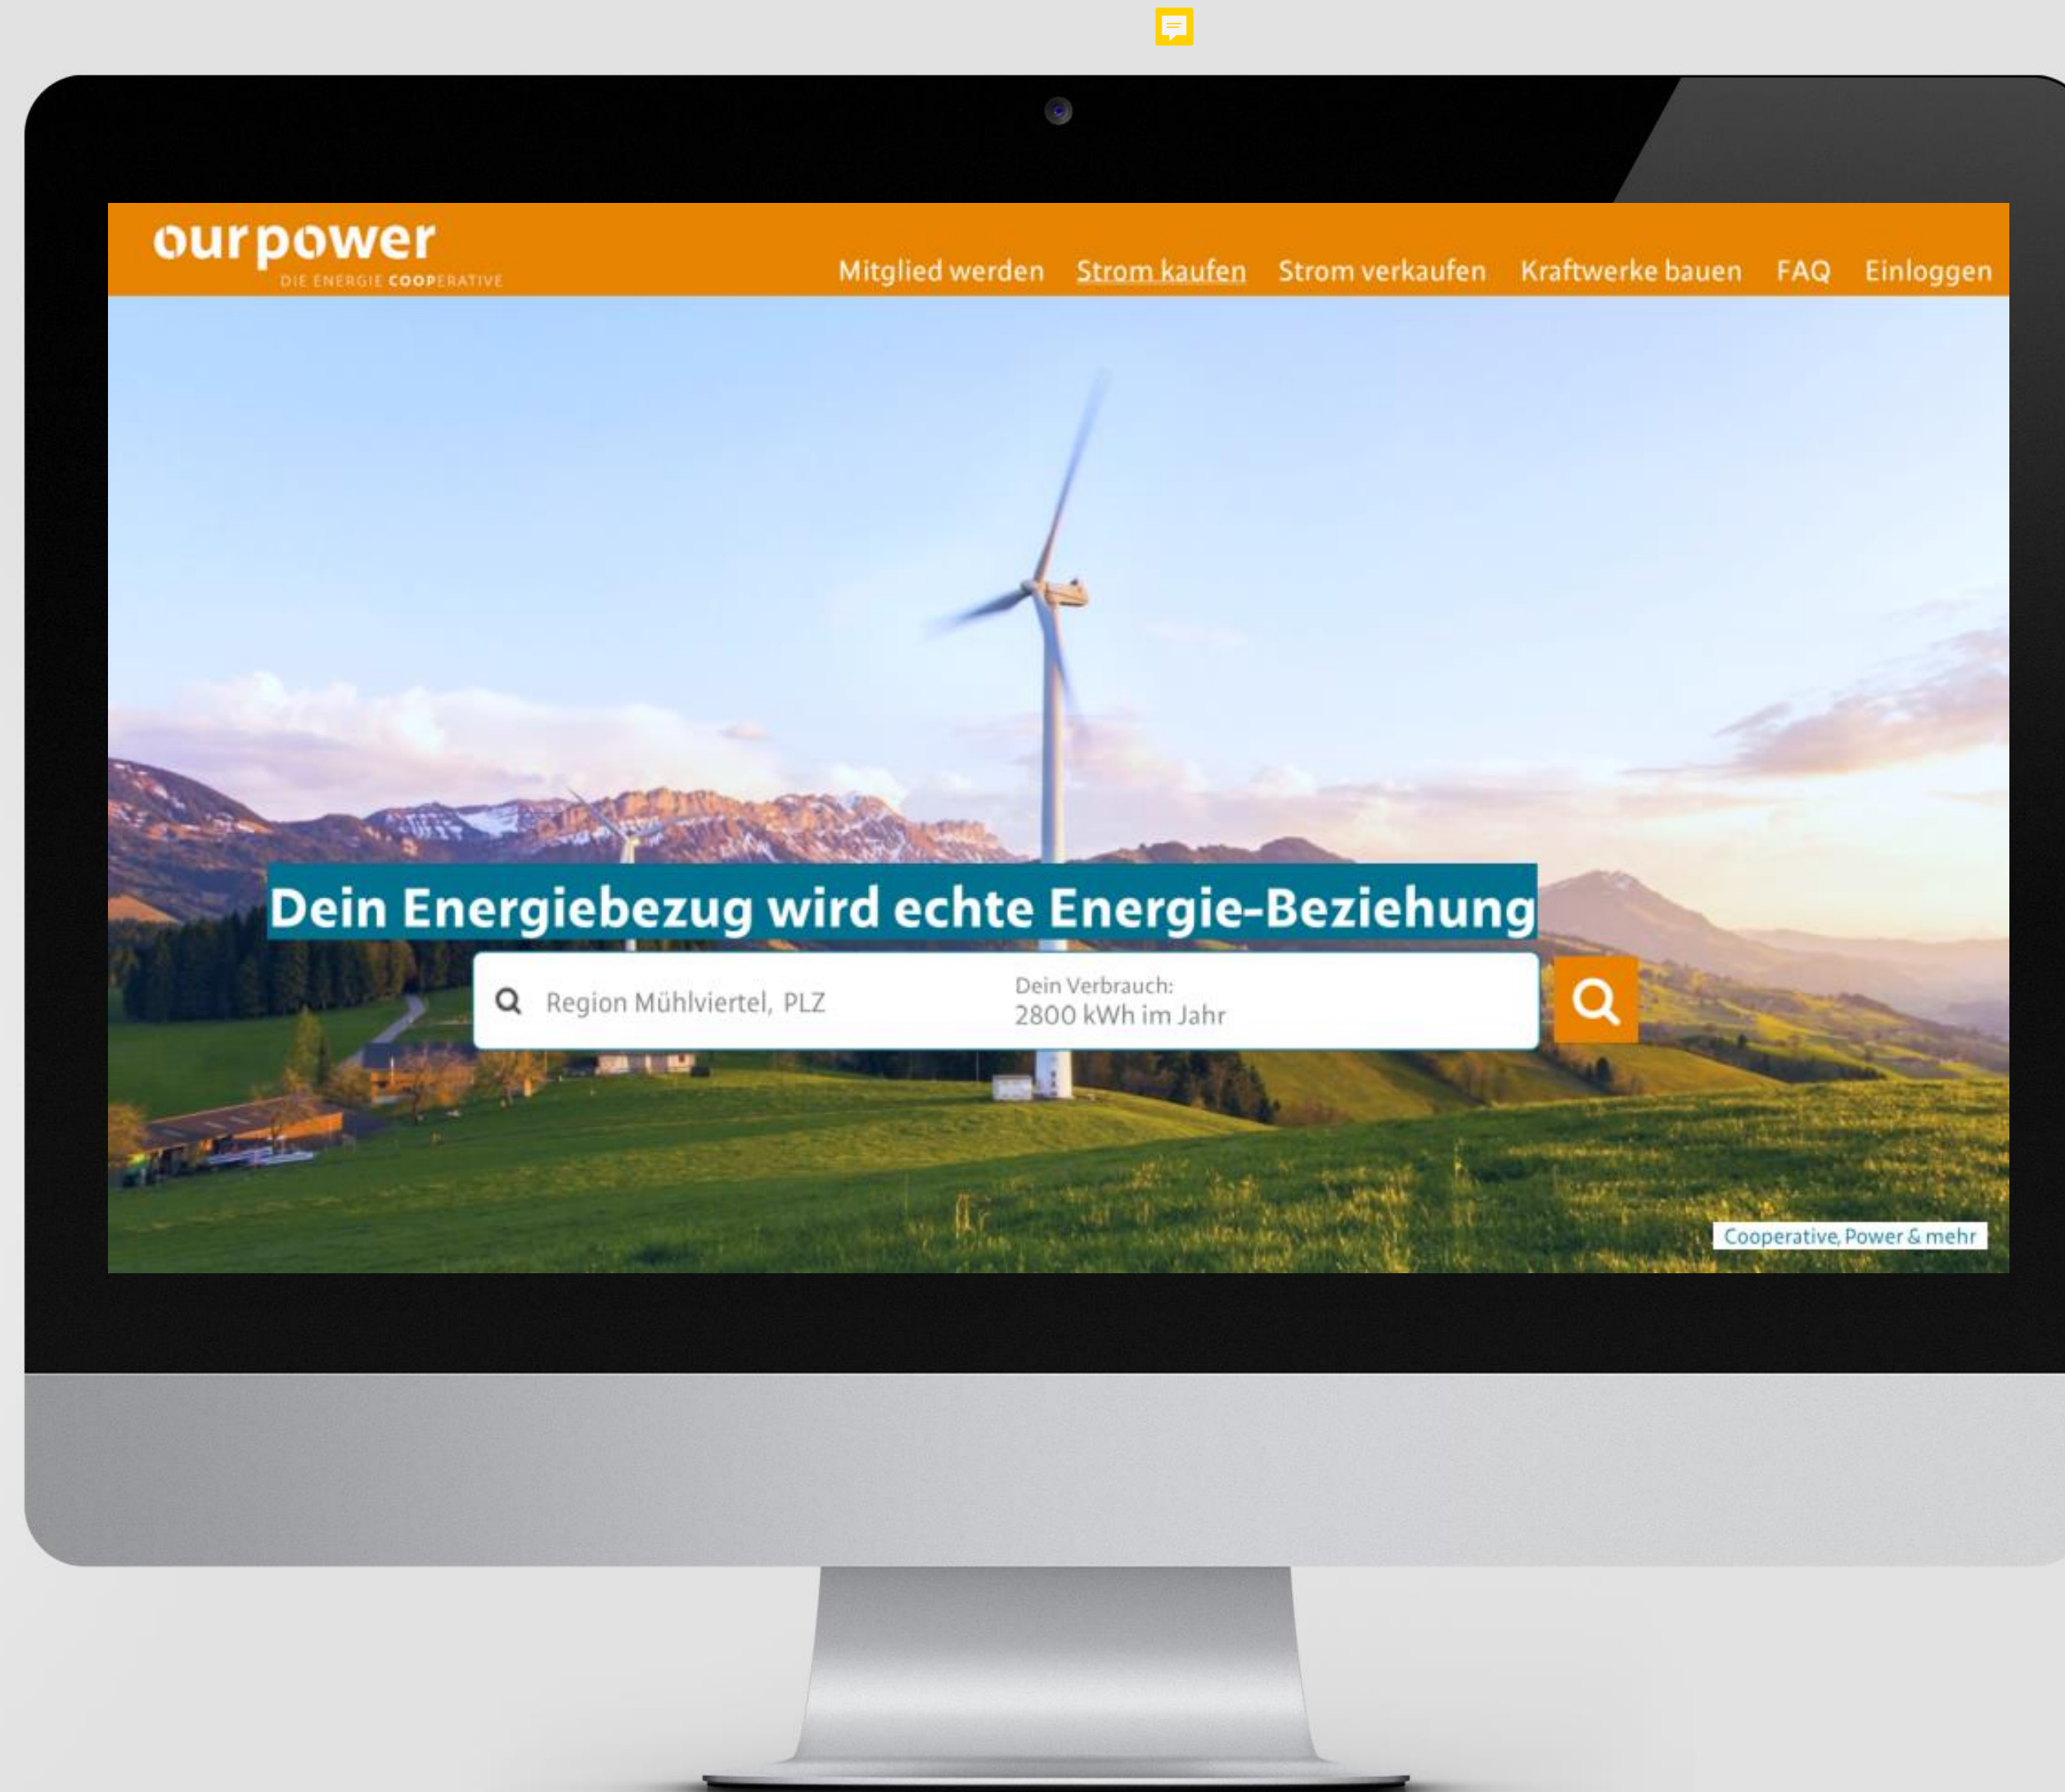 ourpower
DIE ENERGIE COOPERATIVE
Mitglied werden Strom kaufen Strom verkaufen Kraftwerke bauen FAQ Einloggen
Dein Energiebezug wird echte Energie-Beziehung
Region Mühlviertel, PLZ
Dein Verbrauch:
2800 kWh im Jahr
Cooperative, Power & mehr